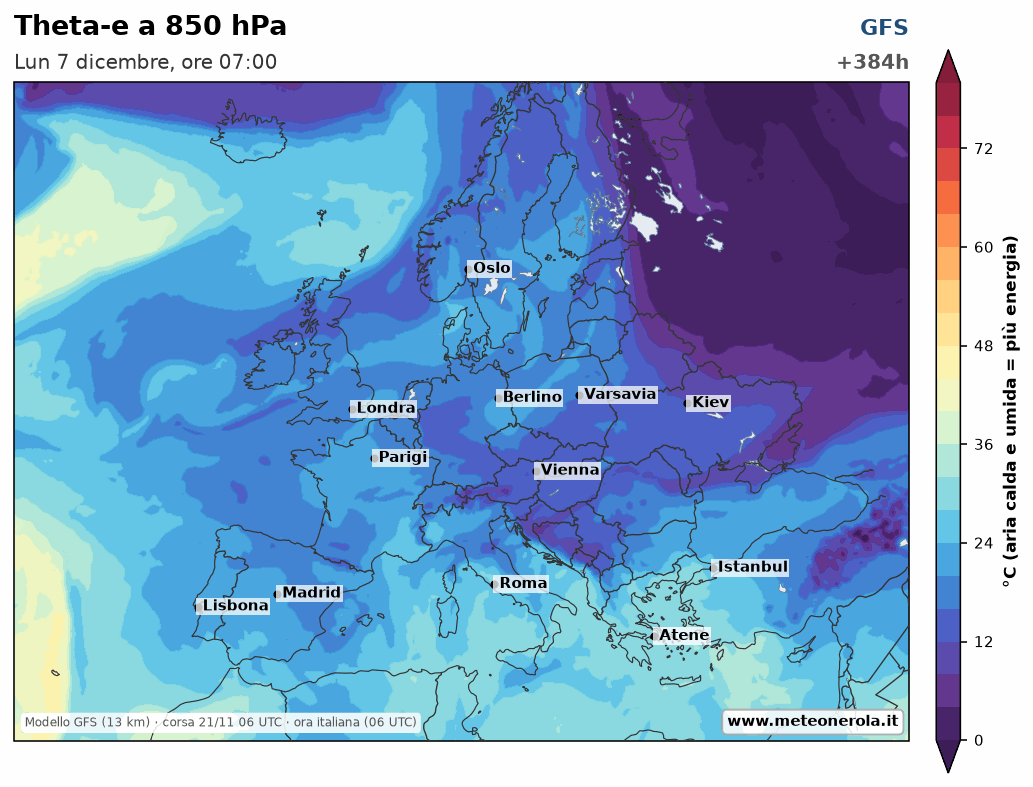 Theta-e a 850 hPa
GFS
Lun 7 dicembre, ore 07:00
+384h
72
60
48
36
24
12
0
°C (aria calda e umida = più energia)
Oslo
Berlino
Varsavia
Kiev
Londra
Parigi
Vienna
Istanbul
Roma
Madrid
Lisbona
Atene
Modello GFS (13 km) · corsa 21/11 06 UTC · ora italiana (06 UTC)
www.meteonerola.it